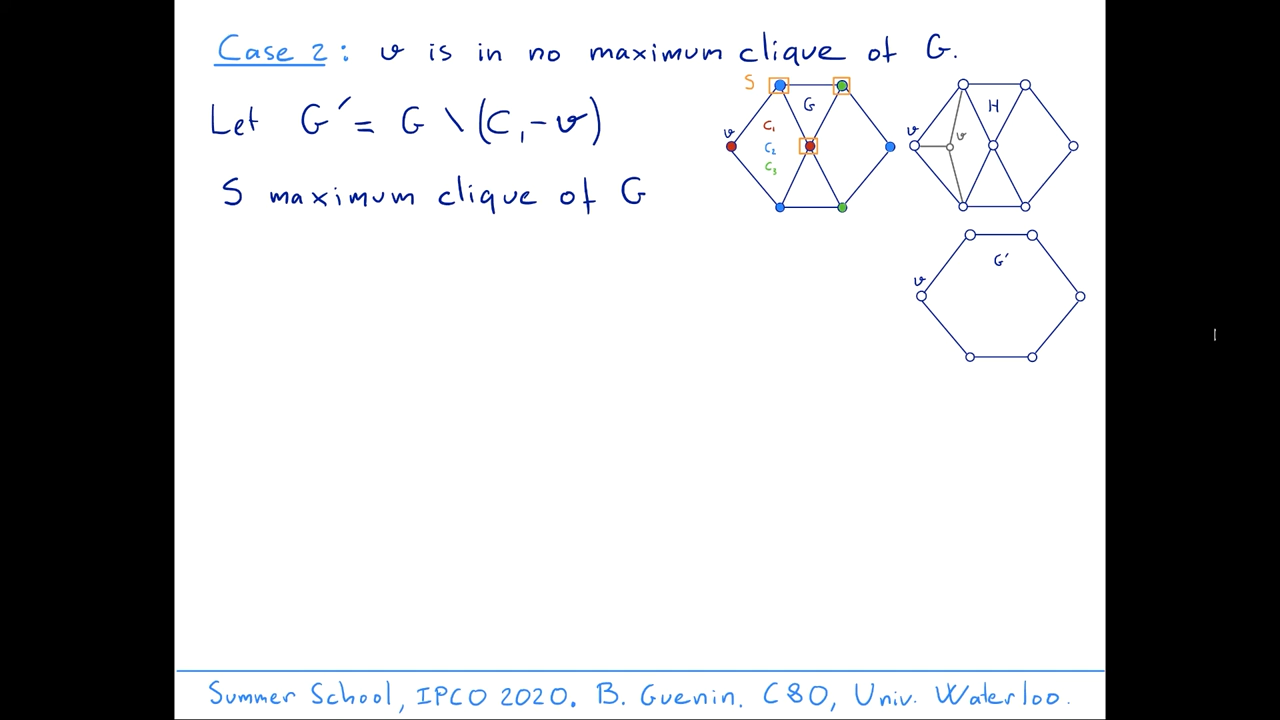 Case 2: v is in no maximum clique of G.
Let G' = G \ (C₁-v)
S maximum clique of G
S
G
v
C₁
C₂
C₃
H
v
v
G'
v
Summer School, IPCO 2020. B. Guenin. C&O, Univ. Waterloo.